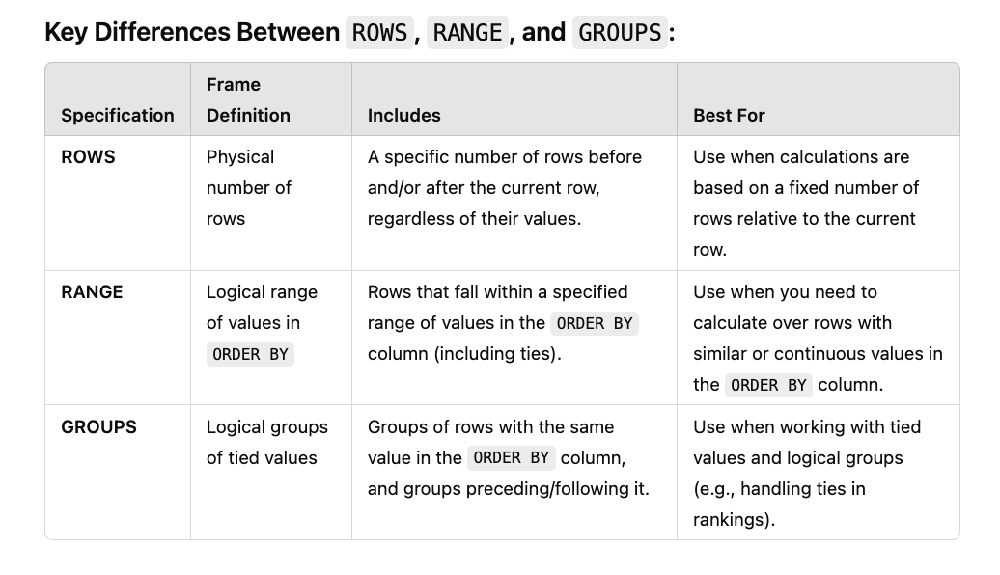 Key Differences Between ROWS, RANGE, and GROUPS:
Specification
Frame
Definition
Includes
Best For
ROWS
Physical
number of
rows
A specific number of rows before
and/or after the current row,
regardless of their values.
Use when calculations are
based on a fixed number of
rows relative to the current
row.
RANGE
Logical range
of values in
ORDER BY
Rows that fall within a specified
range of values in the ORDER BY
column (including ties).
Use when you need to
calculate over rows with
similar or continuous values in
the ORDER BY column.
GROUPS
Logical groups
of tied values
Groups of rows with the same
value in the ORDER BY column,
and groups preceding/following it.
Use when working with tied
values and logical groups
(e.g., handling ties in
rankings).